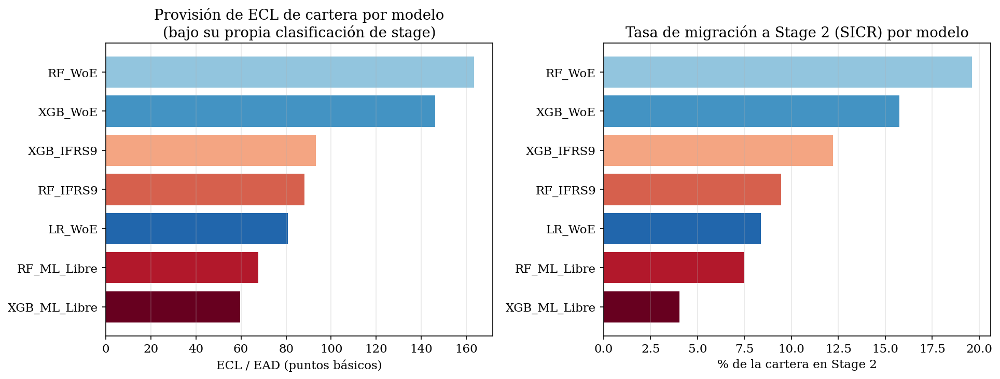 Provisión de ECL de cartera por modelo
(bajo su propia clasificación de stage)
RF_WoE
XGB_WoE
XGB_IFRS9
RF_IFRS9
LR_WoE
RF_ML_Libre
XGB_ML_Libre
0 20 40 60 80 100 120 140 160
ECL / EAD (puntos básicos)
Tasa de migración a Stage 2 (SICR) por modelo
RF_WoE
XGB_WoE
XGB_IFRS9
RF_IFRS9
LR_WoE
RF_ML_Libre
XGB_ML_Libre
0.0 2.5 5.0 7.5 10.0 12.5 15.0 17.5 20.0
% de la cartera en Stage 2